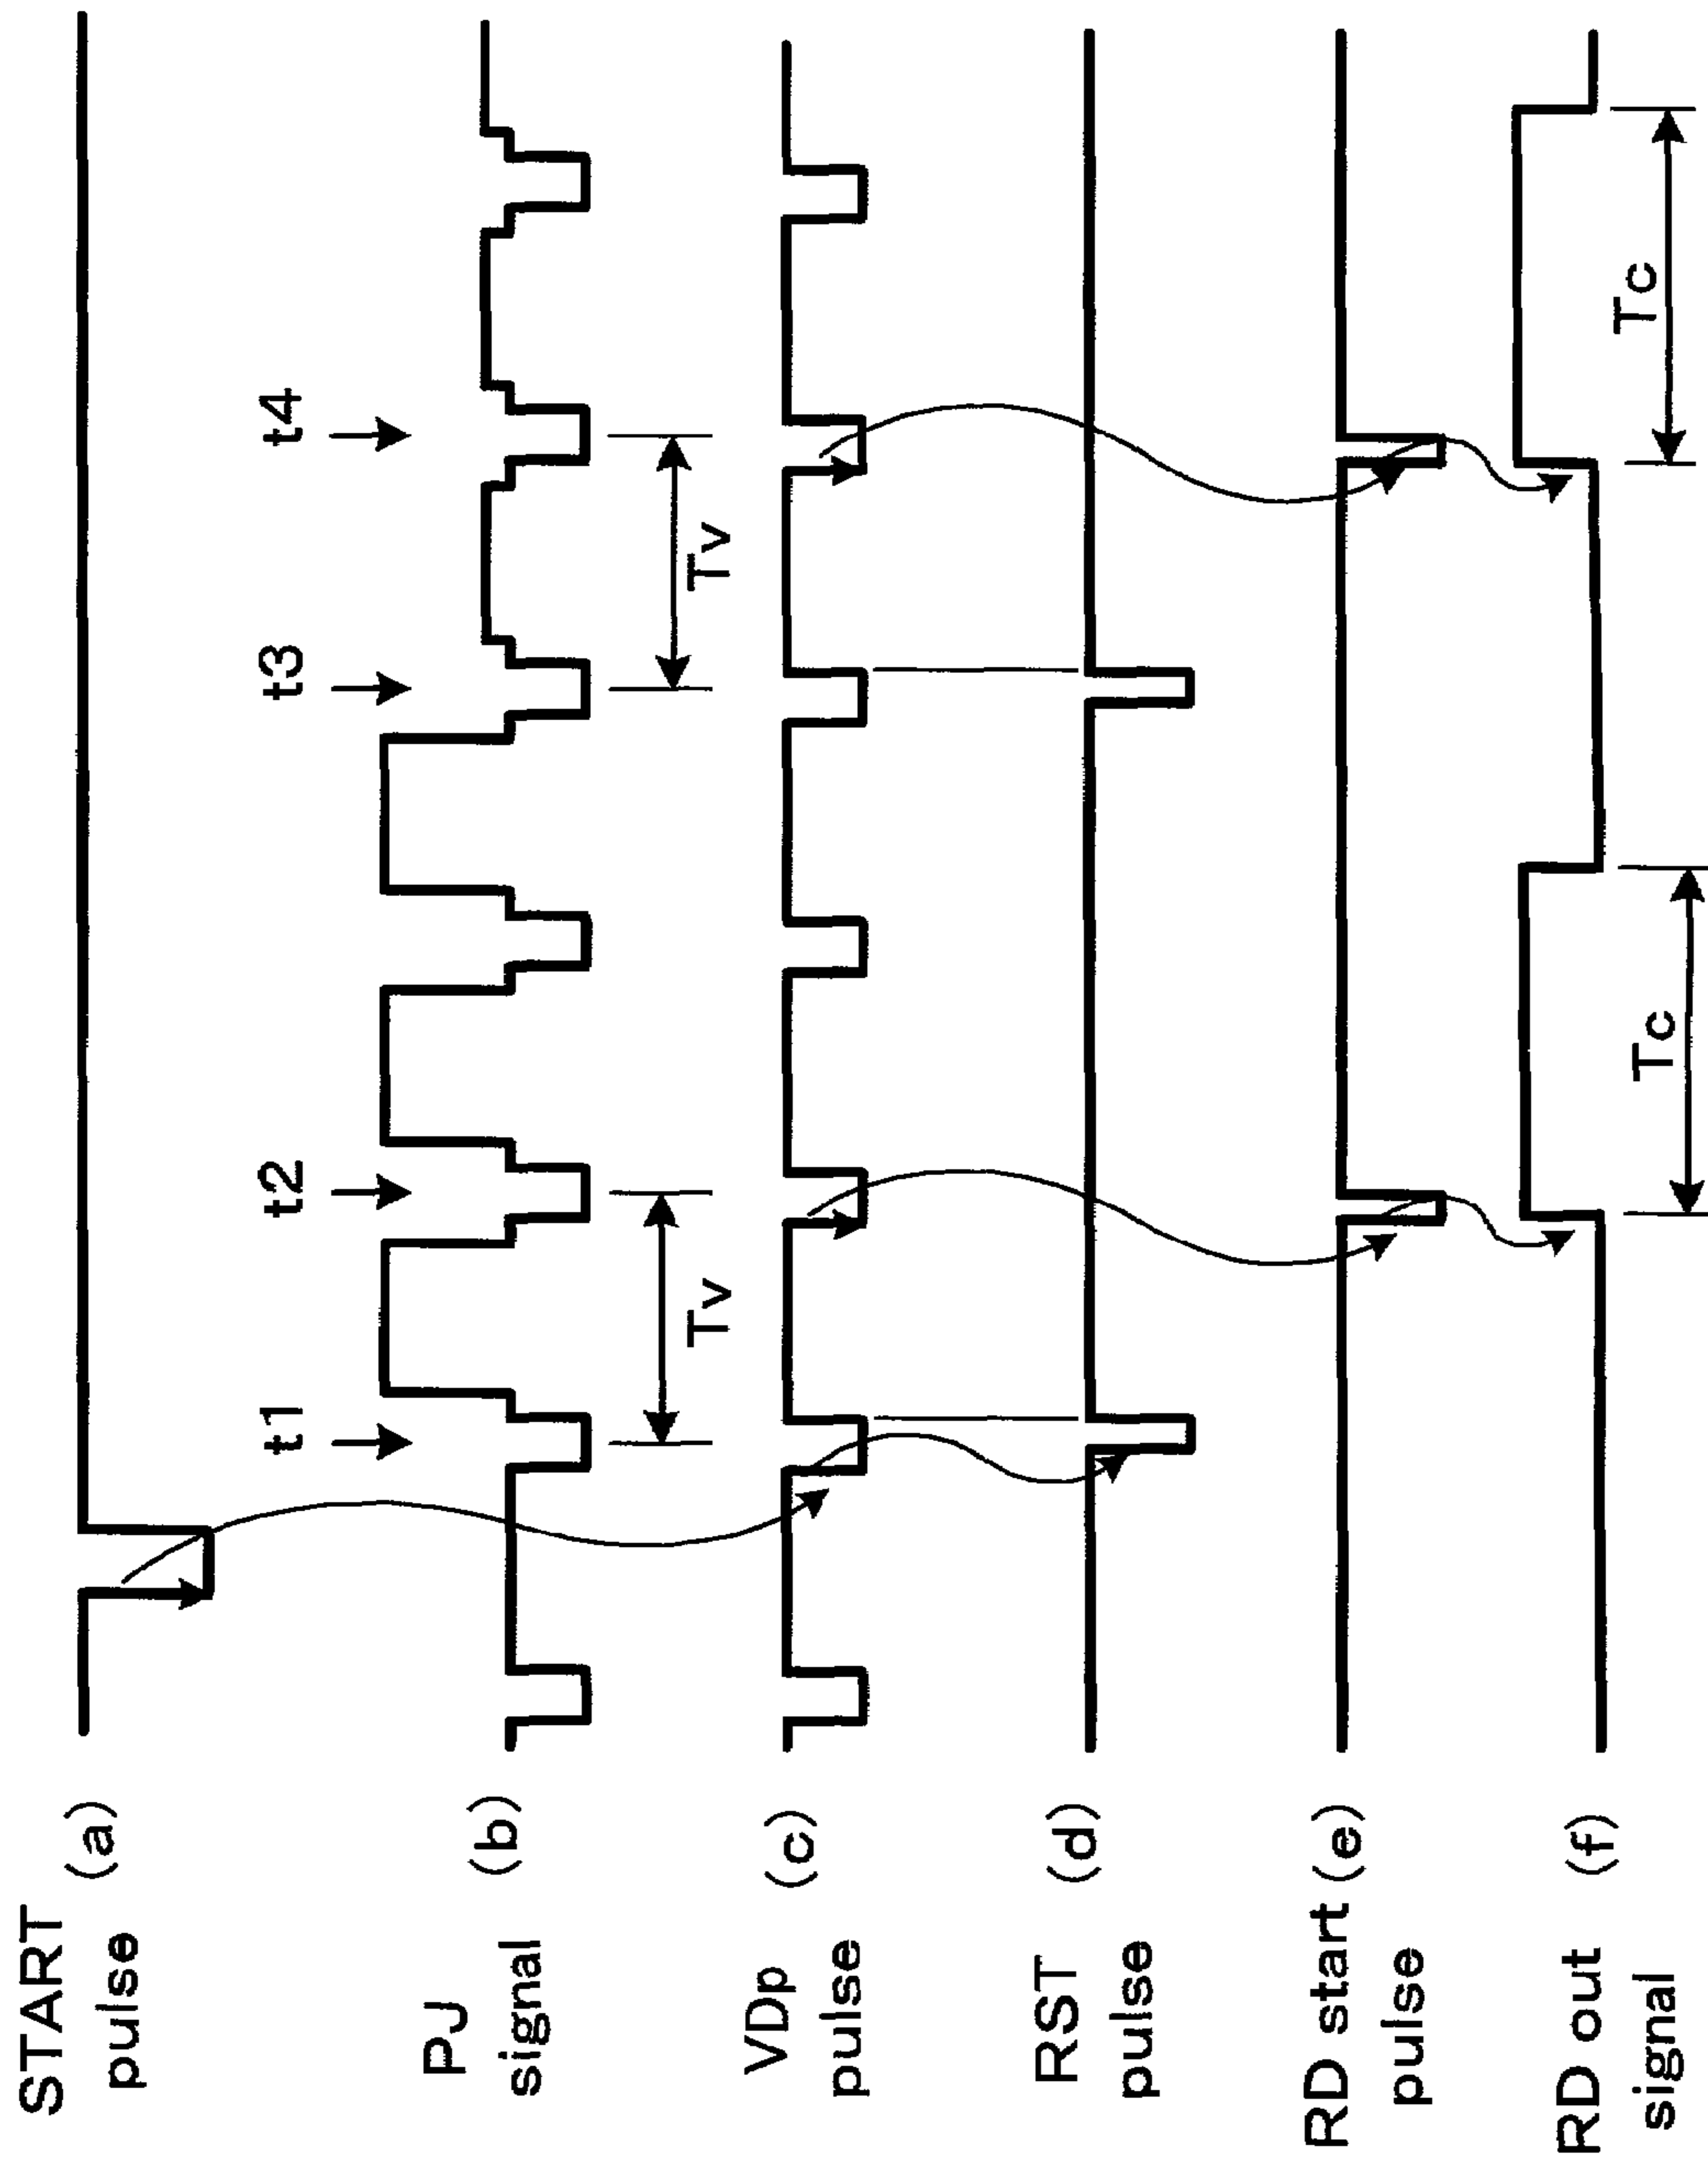 START (a)
pulse
t1
t2
t3
t4
PJ (b)
signal
Tv
Tv
VDp (c)
pulse
RST (d)
pulse
RD start (e)
pulse
RD out (f)
signal
Tc
Tc